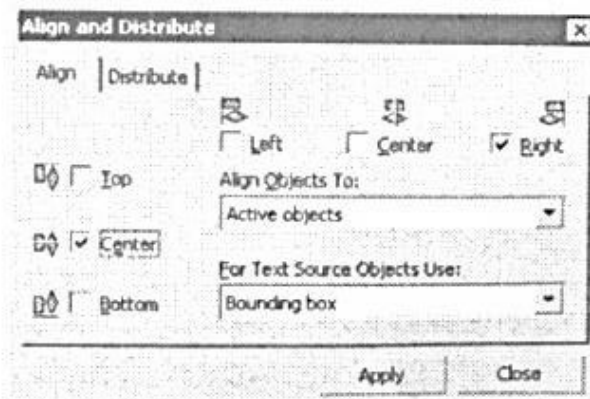 Align and Distribute
Align
Distribute
Left
Center
Right
Top
Align Objects To:
Active objects
Center
For Text Source Objects Use:
Bottom
Bounding box
Apply
Close